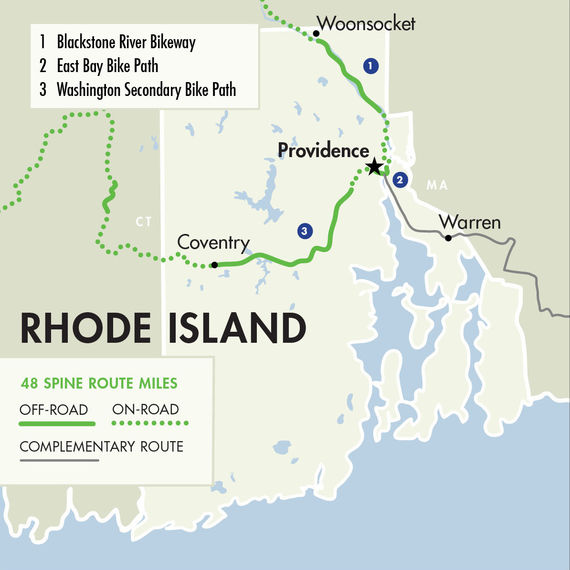 Woonsocket
1 Blackstone River Bikeway
2 East Bay Bike Path
3 Washington Secondary Bike Path
1
Providence
2
MA
CT
Warren
3
Coventry
RHODE ISLAND
48 SPINE ROUTE MILES
OFF-ROAD ON-ROAD
COMPLEMENTARY ROUTE